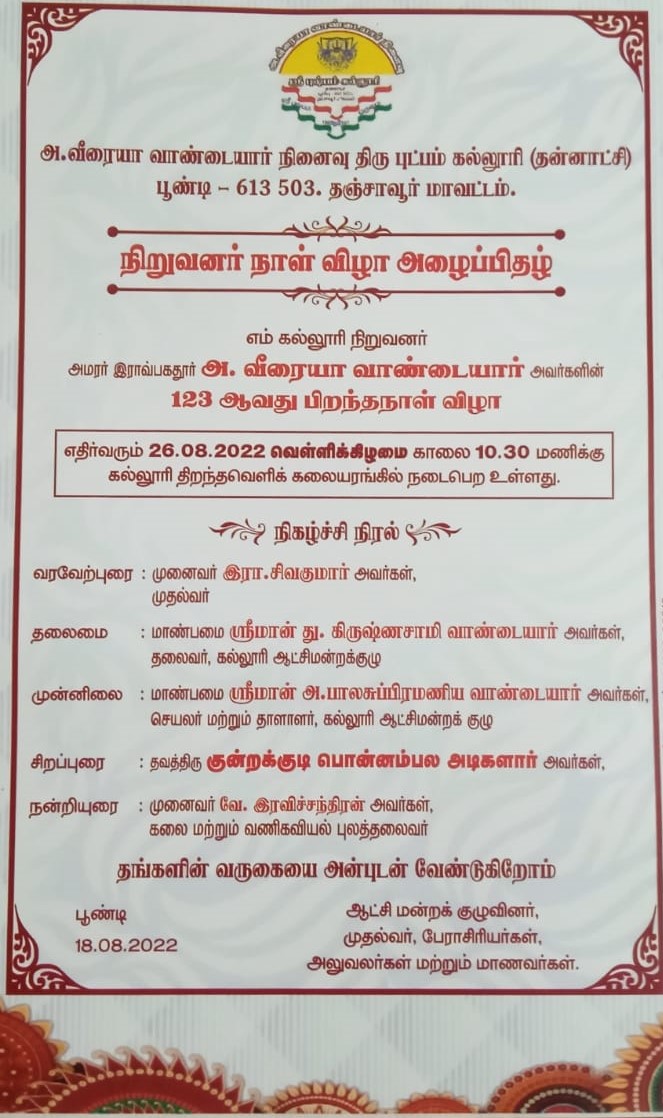 ஸ்ரீ புஷ்பம் கல்லூரி
அ.வீரையா வாண்டையார் நினைவு திரு புட்பம் கல்லூரி (தன்னாட்சி)
பூண்டி – 613 503. தஞ்சாவூர் மாவட்டம்.
நிறுவனர் நாள் விழா அழைப்பிதழ்
எம் கல்லூரி நிறுவனர்
அமரர் இராவ்பகதூர் அ. வீரையா வாண்டையார் அவர்களின்
123 ஆவது பிறந்தநாள் விழா
எதிர்வரும் 26.08.2022 வெள்ளிக்கிழமை காலை 10.30 மணிக்கு
கல்லூரி திறந்தவெளிக் கலையரங்கில் நடைபெற உள்ளது.
நிகழ்ச்சி நிரல்
வரவேற்புரை : முனைவர் இரா.சிவகுமார் அவர்கள்,
முதல்வர்
தலைமை : மாண்பமை ஸ்ரீமான் து. கிருஷ்ணசாமி வாண்டையார் அவர்கள்,
தலைவர், கல்லூரி ஆட்சிமன்றக்குழு
முன்னிலை : மாண்பமை ஸ்ரீமான் அ.பாலசுப்பிரமணிய வாண்டையார் அவர்கள்,
செயலர் மற்றும் தாளாளர், கல்லூரி ஆட்சிமன்றக் குழு
சிறப்புரை : தவத்திரு குன்றக்குடி பொன்னம்பல அடிகளார் அவர்கள்,
நன்றியுரை : முனைவர் வே. இரவிச்சந்திரன் அவர்கள்,
கலை மற்றும் வணிகவியல் புலத்தலைவர்
தங்களின் வருகையை அன்புடன் வேண்டுகிறோம்
பூண்டி
18.08.2022
ஆட்சி மன்றக் குழுவினர்,
முதல்வர், பேராசிரியர்கள்,
அலுவலர்கள் மற்றும் மாணவர்கள்.